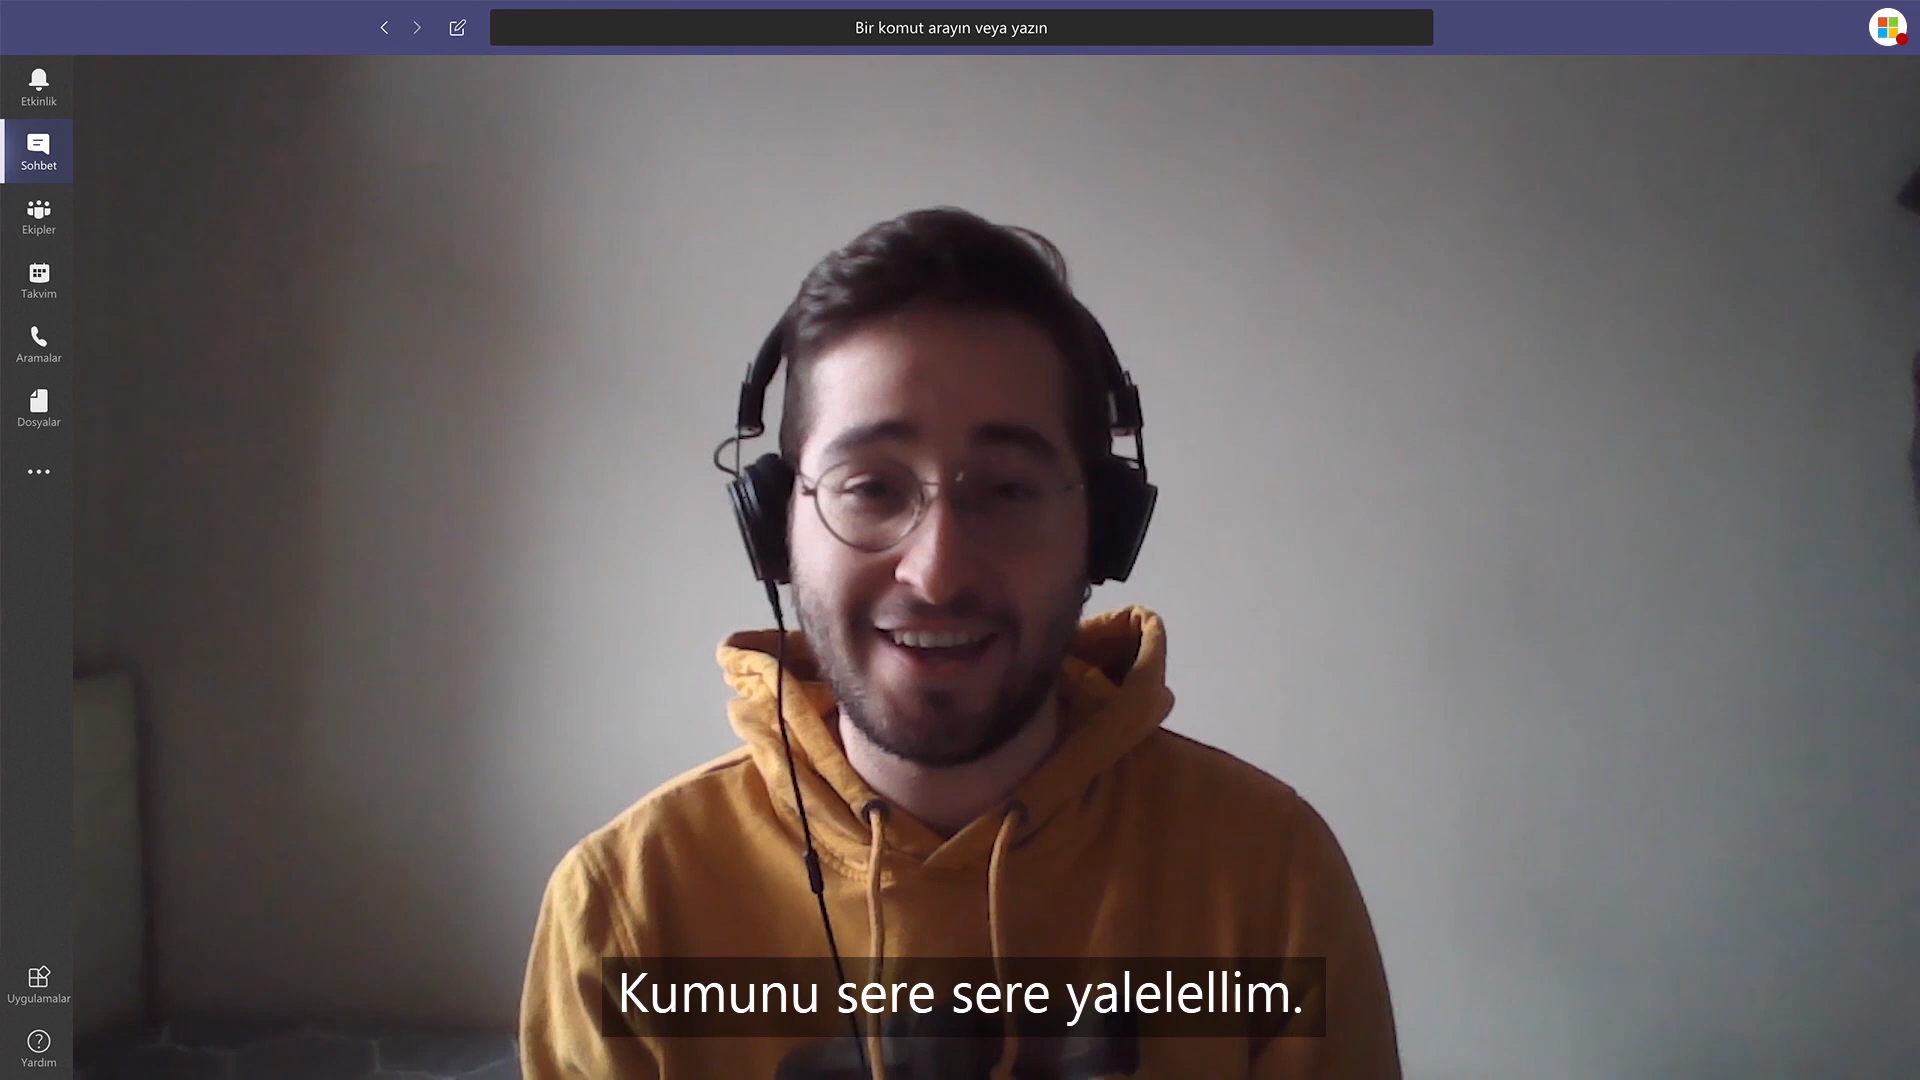 Bir komut arayın veya yazın
Etkinlik
Sohbet
Ekipler
Takvim
Aramalar
Dosyalar
Uygulamalar
Yardım
Kumunu sere sere yalelellim.